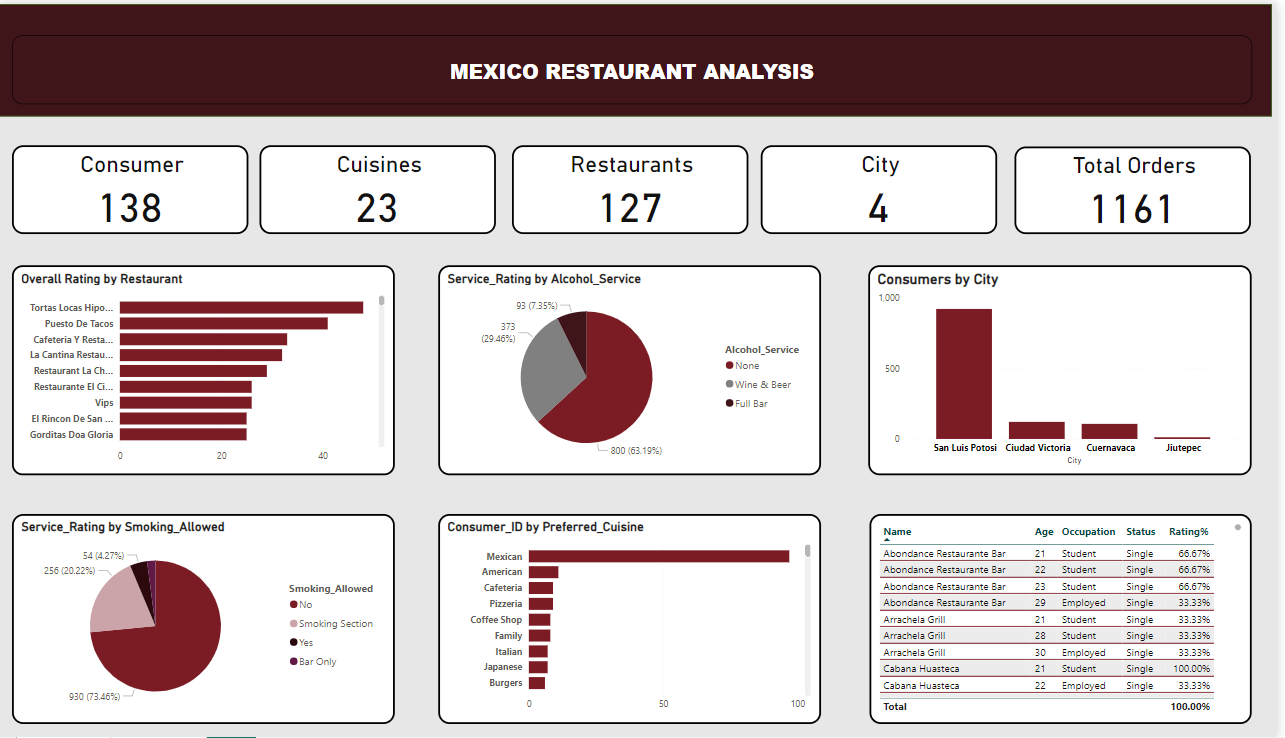 MEXICO RESTAURANT ANALYSIS
Consumer
138
Cuisines
23
Restaurants
127
City
4
Total Orders
1161
Overall Rating by Restaurant
Tortas Locas Hipo...
Puesto De Tacos
Cafeteria Y Resta...
La Cantina Restau...
Restaurant La Ch...
Restaurante El Ci...
Vips
El Rincon De San ...
Gorditas Doa Gloria
0 20 40
Service_Rating by Alcohol_Service
93 (7.35%)
373
(29.46%)
800 (63.19%)
Alcohol_Service
None
Wine & Beer
Full Bar
Consumers by City
1,000
500
0
San Luis Potosi Ciudad Victoria Cuernavaca Jiutepec
City
Service_Rating by Smoking_Allowed
54 (4.27%)
256 (20.22%)
930 (73.46%)
Smoking_Allowed
No
Smoking Section
Yes
Bar Only
Consumer_ID by Preferred_Cuisine
Mexican
American
Cafeteria
Pizzeria
Coffee Shop
Family
Italian
Japanese
Burgers
0 50 100
Name Age Occupation Status Rating%
Abondance Restaurante Bar 21 Student Single 66.67%
Abondance Restaurante Bar 22 Student Single 66.67%
Abondance Restaurante Bar 23 Student Single 66.67%
Abondance Restaurante Bar 29 Employed Single 33.33%
Arrachela Grill 21 Student Single 33.33%
Arrachela Grill 28 Student Single 33.33%
Arrachela Grill 30 Employed Single 33.33%
Cabana Huasteca 21 Student Single 100.00%
Cabana Huasteca 22 Employed Single 33.33%
Total 100.00%